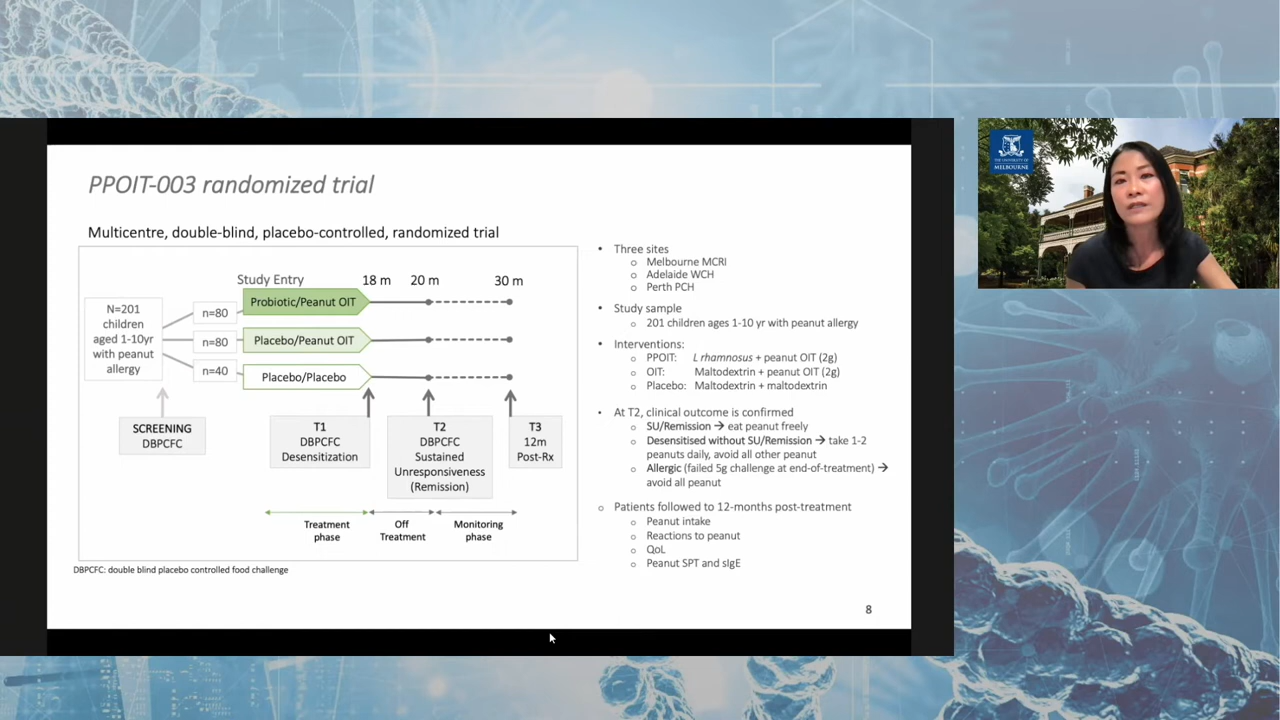 PPOIT-003 randomized trial
Multicentre, double-blind, placebo-controlled, randomized trial
Study Entry
18 m
20 m
30 m
N=201
children
aged 1-10yr
with peanut
allergy
n=80
n=80
n=40
Probiotic/Peanut OIT
Placebo/Peanut OIT
Placebo/Placebo
SCREENING
DBPCFC
T1
DBPCFC
Desensitization
T2
DBPCFC
Sustained
Unresponsiveness
(Remission)
T3
12m
Post-Rx
Treatment
phase
Off
Treatment
Monitoring
phase
DBPCFC: double blind placebo controlled food challenge
• Three sites
o Melbourne MCRI
o Adelaide WCH
o Perth PCH
• Study sample
o 201 children ages 1-10 yr with peanut allergy
• Interventions:
o PPOIT: L rhamnosus + peanut OIT (2g)
o OIT: Maltodextrin + peanut OIT (2g)
o Placebo: Maltodextrin + maltodextrin
• At T2, clinical outcome is confirmed
o SU/Remission → eat peanut freely
o Desensitised without SU/Remission → take 1-2
peanuts daily, avoid all other peanut
o Allergic (failed 5g challenge at end-of-treatment) →
avoid all peanut
o Patients followed to 12-months post-treatment
o Peanut intake
o Reactions to peanut
o QoL
o Peanut SPT and sIgE
8
THE UNIVERSITY OF
MELBOURNE